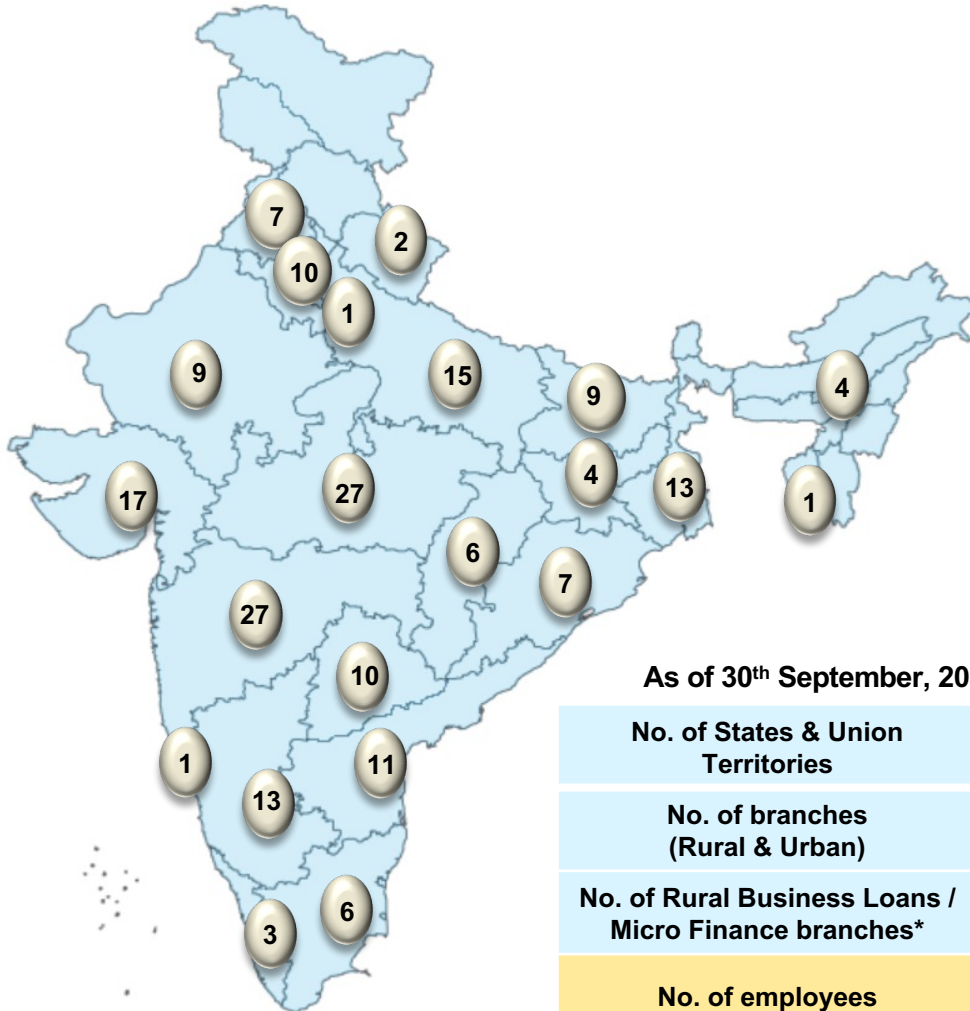 7
2
10
1
9
15
9
4
17
27
4
13
1
6
7
27
10
1
11
13
6
3
As of 30th September, 20
No. of States & Union
Territories
No. of branches
(Rural & Urban)
No. of Rural Business Loans /
Micro Finance branches*
No. of employees